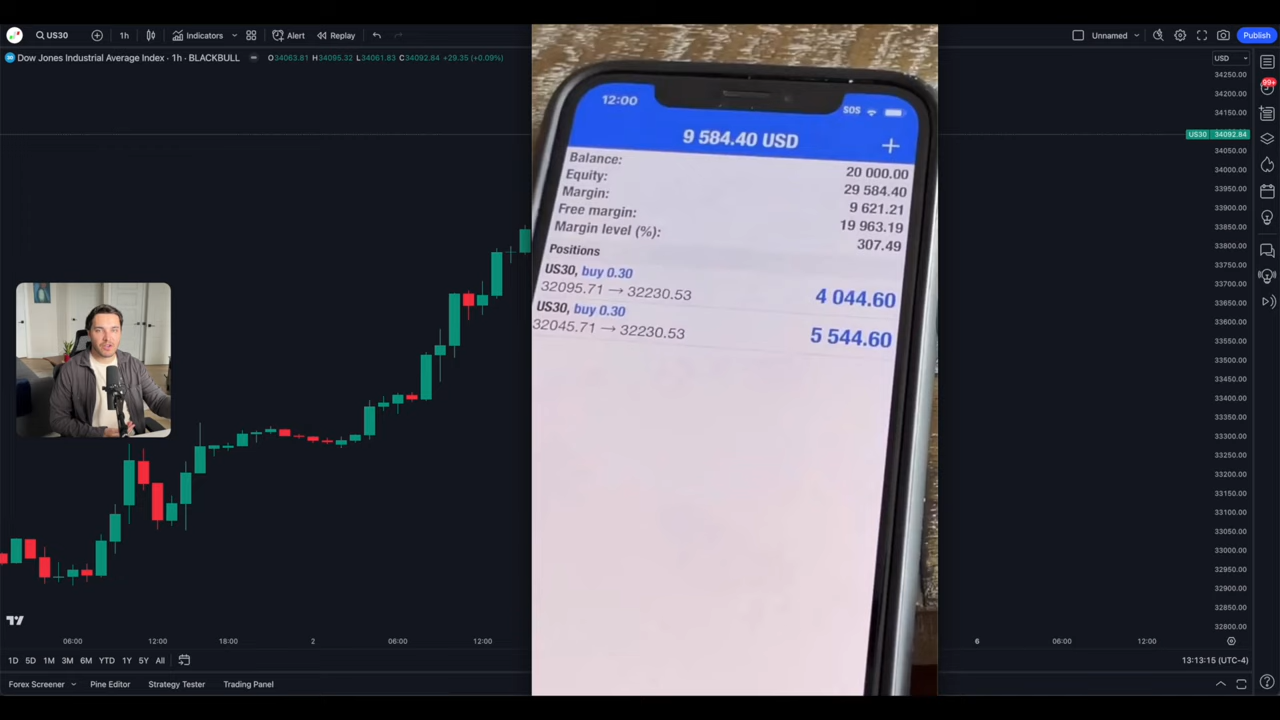 US30
1h
Indicators
Alert
Replay
Unnamed
Publish
Dow Jones Industrial Average Index · 1h · BLACKBULL
O34063.81 H34095.32 L34061.83 C34092.84 +29.35 (+0.09%)
USD
99+
34250.00
34200.00
34150.00
US30 34092.84
34050.00
34000.00
33950.00
33900.00
33850.00
33800.00
33750.00
33700.00
33650.00
33600.00
33550.00
33500.00
33450.00
33400.00
33350.00
33300.00
33250.00
33200.00
33150.00
33100.00
33050.00
33000.00
32950.00
32900.00
32850.00
32800.00
12:00
SOS
9 584.40 USD
+
Balance: 20 000.00
Equity: 29 584.40
Margin: 9 621.21
Free margin: 19 963.19
Margin level (%): 307.49
Positions
US30, buy 0.30
32095.71 → 32230.53 4 044.60
US30, buy 0.30
32045.71 → 32230.53 5 544.60
06:00 12:00 18:00 2 06:00 12:00 6 06:00 12:00
1D 5D 1M 3M 6M YTD 1Y 5Y All
13:13:15 (UTC-4)
Forex Screener Pine Editor Strategy Tester Trading Panel